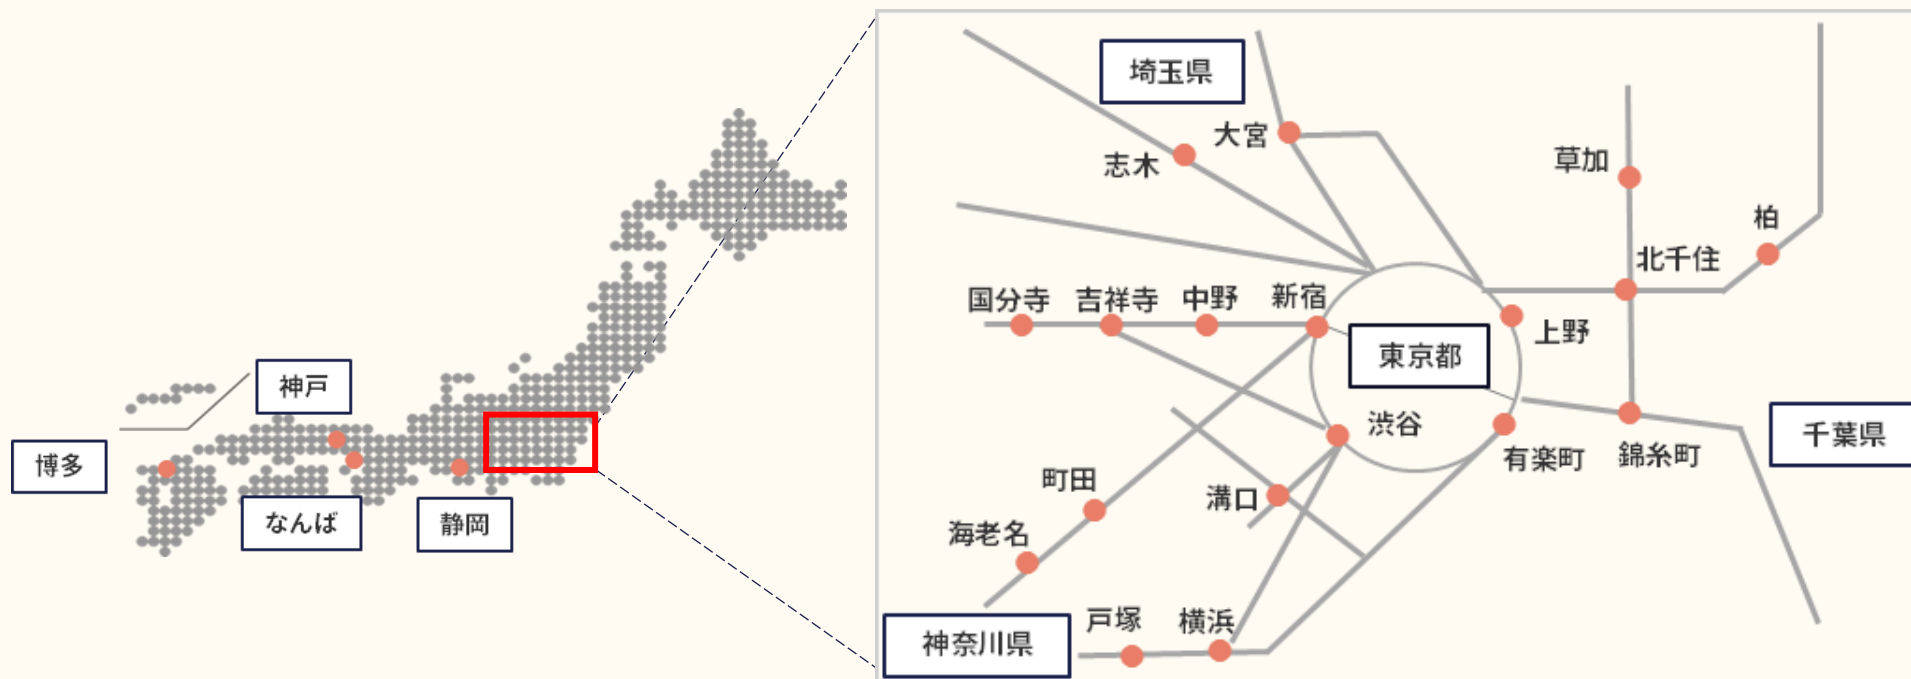 神戸
博多
なんば
静岡
埼玉県
大宮
志木
草加
柏
北千住
国分寺
吉祥寺
中野
新宿
上野
東京都
渋谷
有楽町
錦糸町
千葉県
町田
溝口
海老名
戸塚
横浜
神奈川県